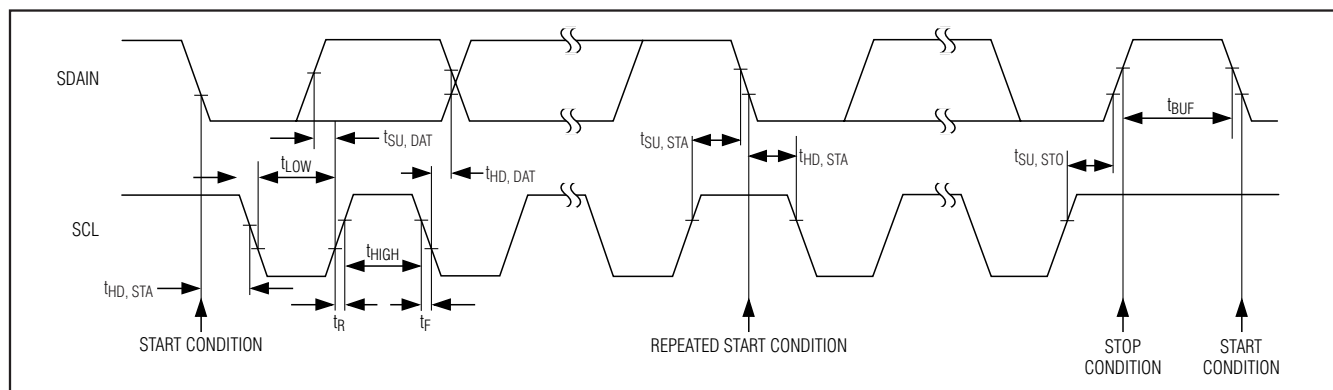 SDAIN
tSU, DAT
tSU, STA
tBUF
tLOW
tHD, DAT
tHD, STA
tSU, STO
SCL
tHIGH
tHD, STA
tR
tF
START CONDITION
REPEATED START CONDITION
STOP
CONDITION
START
CONDITION